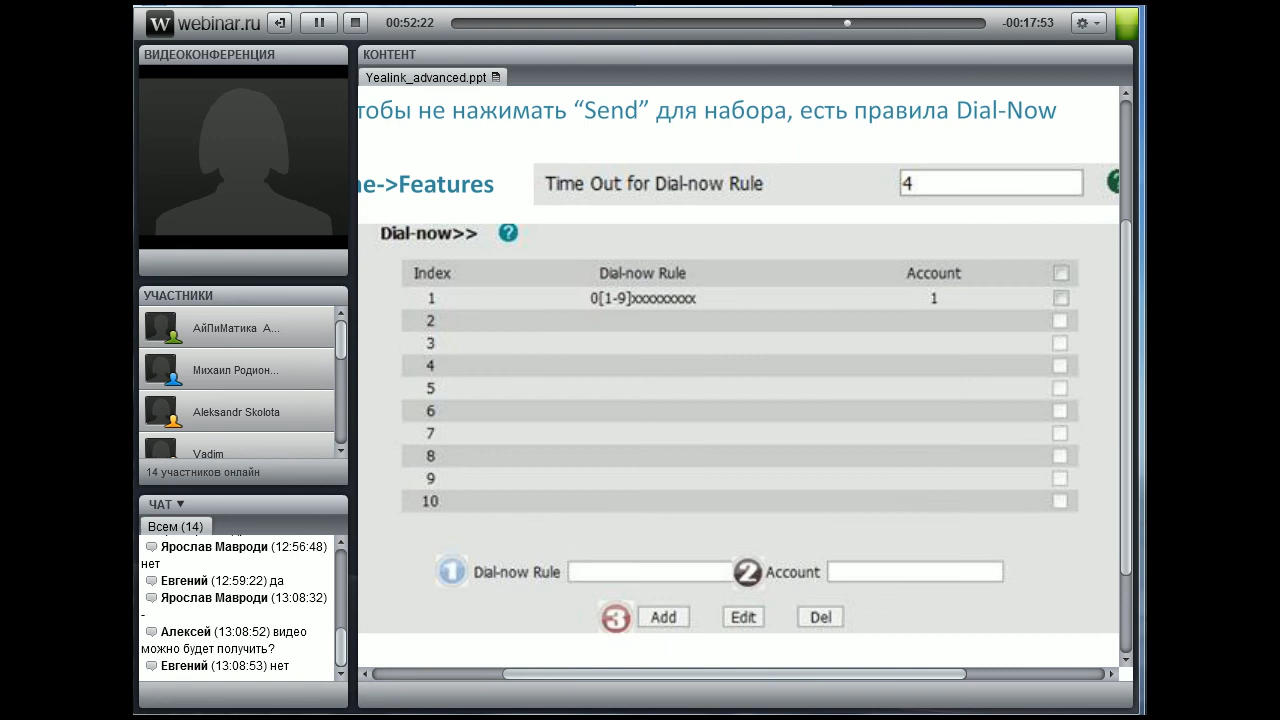 W webinar.ru 00:52:22 -00:17:53
ВИДЕОКОНФЕРЕНЦИЯ
УЧАСТНИКИ
АйПиМатика А...
Михаил Родион...
Aleksandr Skolota
Vadim
14 участников онлайн
ЧАТ
Всем (14)
Ярослав Мавроди (12:56:48)
нет
Евгений (12:59:22) да
Ярослав Мавроди (13:08:32)
-
Алексей (13:08:52) видео
можно будет получить?
Евгений (13:08:53) нет
КОНТЕНТ
Yealink_advanced.ppt
тобы не нажимать “Send” для набора, есть правила Dial-Now
ne->Features
Time Out for Dial-now Rule 4 ?
Dial-now>> ?
Index Dial-now Rule Account
1 0[1-9]xxxxxxxxx 1
2
3
4
5
6
7
8
9
10
1 Dial-now Rule 2 Account
3 Add Edit Del